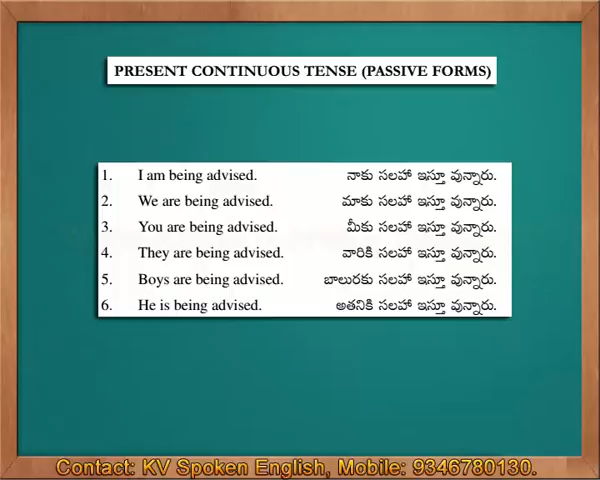 PRESENT CONTINUOUS TENSE (PASSIVE FORMS)
1. I am being advised. నాకు సలహా ఇస్తూ వున్నారు.
2. We are being advised. మాకు సలహా ఇస్తూ వున్నారు.
3. You are being advised. మీకు సలహా ఇస్తూ వున్నారు.
4. They are being advised. వారికి సలహా ఇస్తూ వున్నారు.
5. Boys are being advised. బాలురకు సలహా ఇస్తూ వున్నారు.
6. He is being advised. అతనికి సలహా ఇస్తూ వున్నారు.
Contact: KV Spoken English, Mobile: 9346780130.